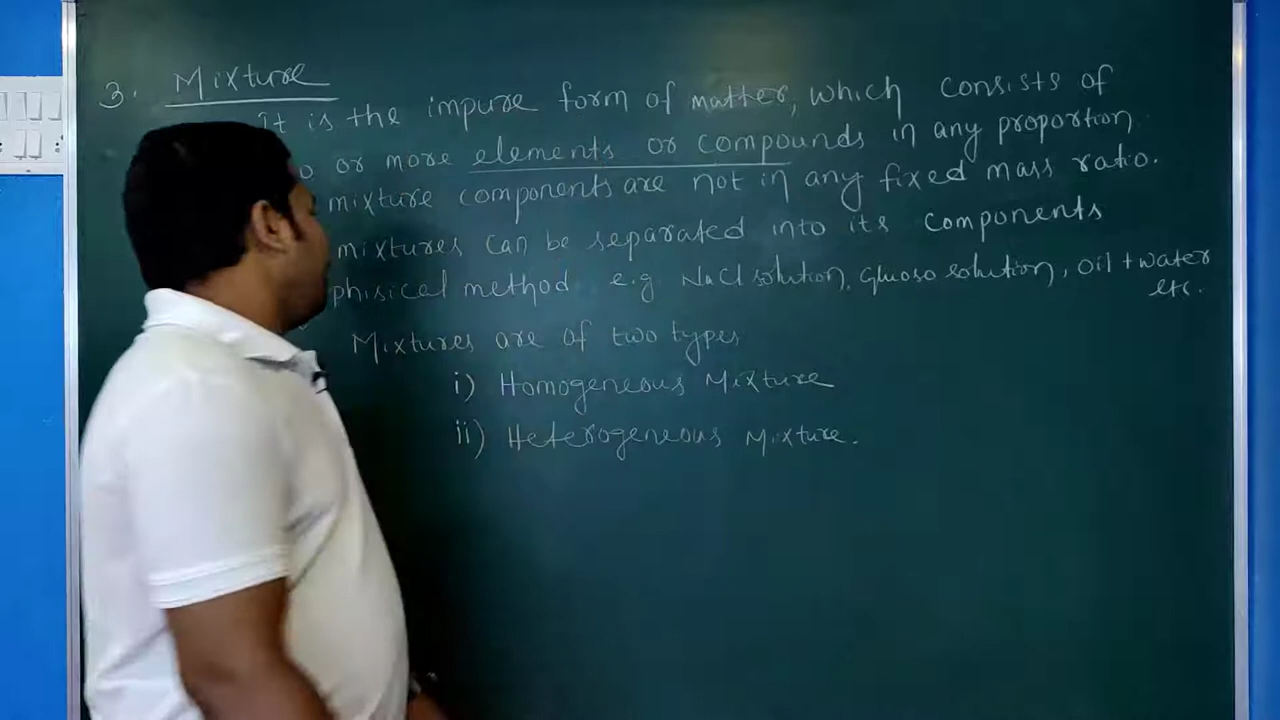 3. Mixture
It is the impure form of matter, which consists of
o or more elements or compounds in any proportion
mixture components are not in any fixed mass ratio.
mixtures can be separated into its components
phisical method e.g NaCl solution, glucose solution, oil + water
etc.
Mixtures are of two types
i) Homogeneous Mixture
ii) Heterogeneous Mixture.